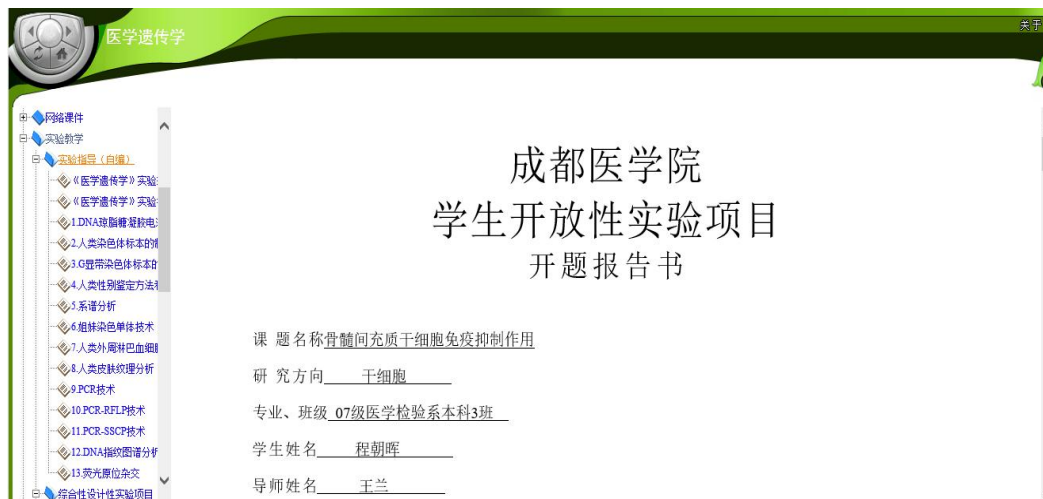 医学遗传学
关于
网络课件
实验教学
实验指导（自编）
《医学遗传学》实验
《医学遗传学》实验
1.DNA琼脂糖凝胶电
2.人类染色体标本的
3.G显带染色体标本
4.人类性别鉴定方法
5.系谱分析
6.姐妹染色单体技术
7.人类外周淋巴血细
8.人类皮肤纹理分析
9.PCR技术
10.PCR-RFLP技术
11.PCR-SSCP技术
12.DNA指纹图谱分析
13.荧光原位杂交
综合性设计性实验项目
成都医学院
学生开放性实验项目
开题报告书
课 题名称骨髓间充质干细胞免疫抑制作用
研 究方向 干细胞
专业、班级 07级医学检验系本科3班
学生姓名 程朝晖
导师姓名 王兰